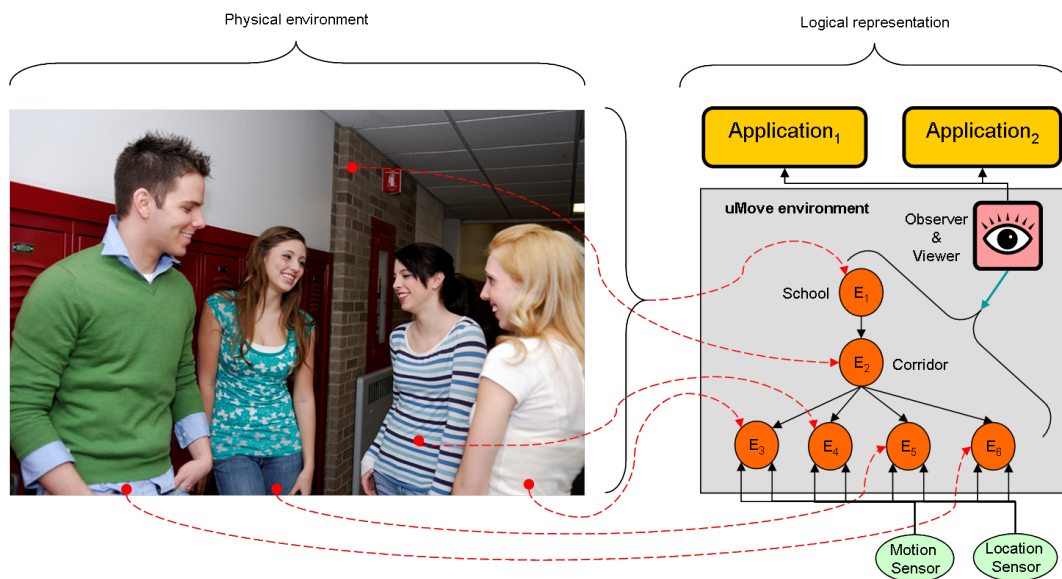 Physical environment
Logical representation
Application₁
Application₂
uMove environment
Observer
&
Viewer
School
E₁
E₂
Corridor
E₃
E₄
E₅
E₆
Motion
Sensor
Location
Sensor